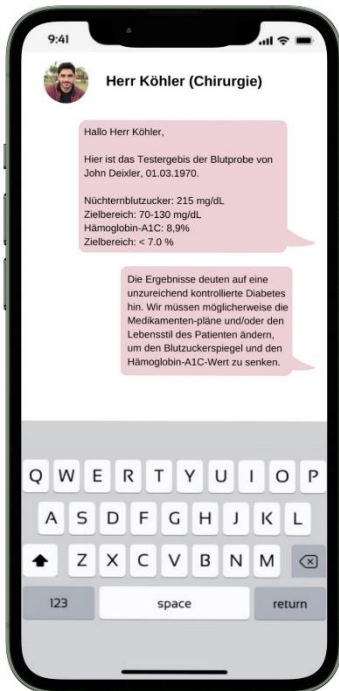 9:41
Herr Köhler (Chirurgie)
Hallo Herr Köhler,
Hier ist das Testergebis der Blutprobe von
John Deixler, 01.03.1970.
Nüchternblutzucker: 215 mg/dL
Zielbereich: 70-130 mg/dL
Hämoglobin-A1C: 8,9%
Zielbereich: < 7.0 %
Die Ergebnisse deuten auf eine
unzureichend kontrollierte Diabetes
hin. Wir müssen möglicherweise die
Medikamenten-pläne und/oder den
Lebensstil des Patienten ändern,
um den Blutzuckerspiegel und den
Hämoglobin-A1C-Wert zu senken.
Q W E R T Y U I O P
A S D F G H J K L
Z X C V B N M
123 space return